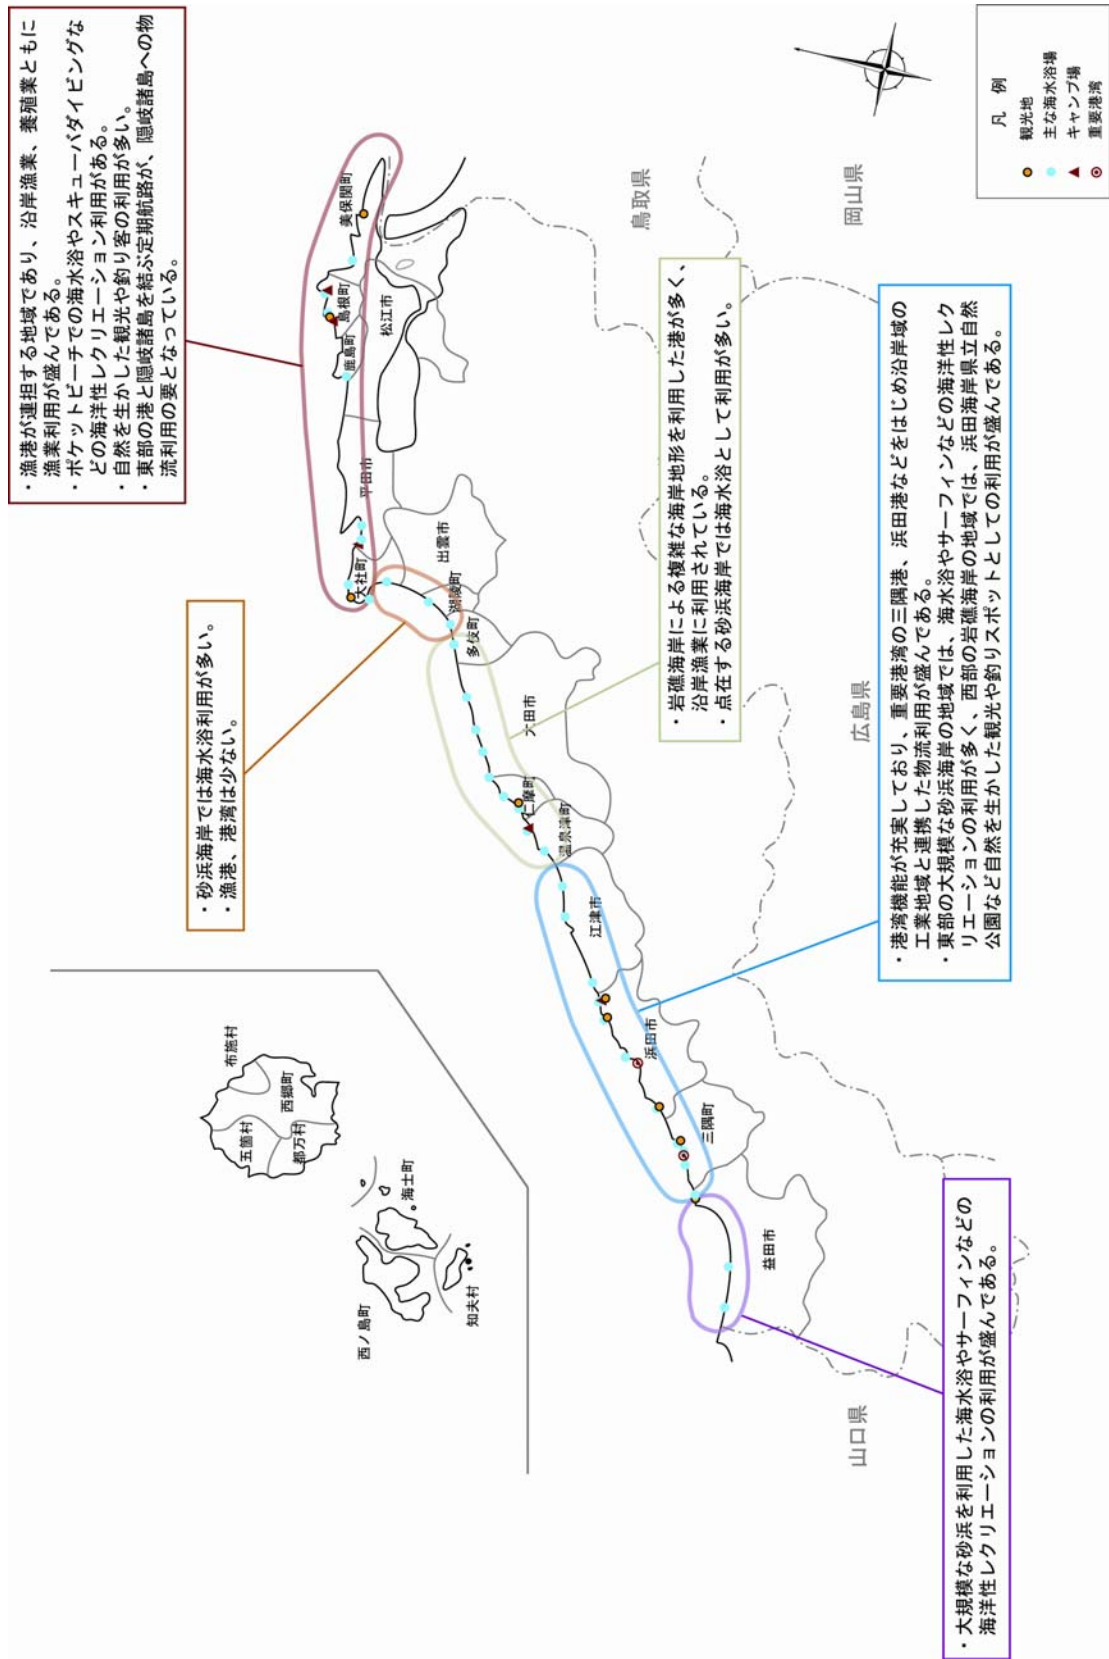 ・漁港が連担する地域であり、沿岸漁業、養殖業ともに
漁業利用が盛んである。
・ポケットビーチでの海水浴やスキューバダイビングな
どの海洋性レクリエーション利用がある。
・自然を生かした観光や釣り客の利用が多い。
・東部の港と隠岐諸島を結ぶ定期航路が、隠岐諸島への物
流利用の要となっている。
・砂浜海岸では海水浴利用が多い。
・漁港、港湾は少ない。
布施村
五箇村
西郷町
都万村
海士町
西ノ島町
知夫村
美保関町
島根町
鹿島町
松江市
平田市
大社町
出雲市
湖陵町
多伎町
大田市
仁摩町
温泉津町
江津市
浜田市
三隅町
益田市
鳥取県
岡山県
広島県
山口県
・岩礁海岸による複雑な海岸地形を利用した港が多く、
沿岸漁業に利用されている。
・点在する砂浜海岸では海水浴として利用が多い。
・港湾機能が充実しており、重要港湾の三隅港、浜田港などをはじめ沿岸域の
工業地域と連携した物流利用が盛んである。
・東部の大規模な砂浜海岸の地域では、海水浴やサーフィンなどの海洋性レク
リエーションの利用が多く、西部の岩礁海岸の地域では、浜田海岸県立自然
公園など自然を生かした観光や釣りスポットとしての利用が盛んである。
・大規模な砂浜を利用した海水浴やサーフィンなどの
海洋性レクリエーションの利用が盛んである。
凡 例
観光地
主な海水浴場
キャンプ場
重要港湾